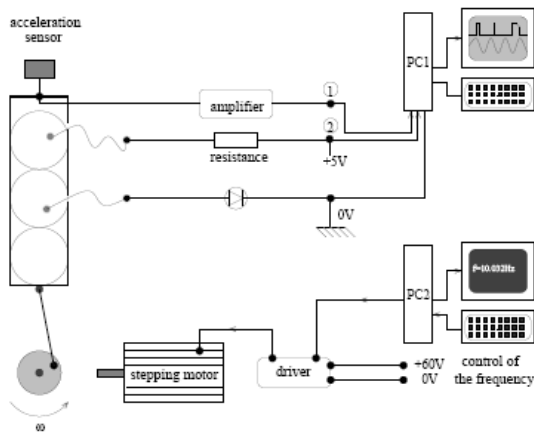 acceleration
sensor
amplifier
1
PC1
resistance
2
+5V
0V
PC2
f=10.032Hz
stepping motor
driver
+60V
0V
control of
the frequency
ω